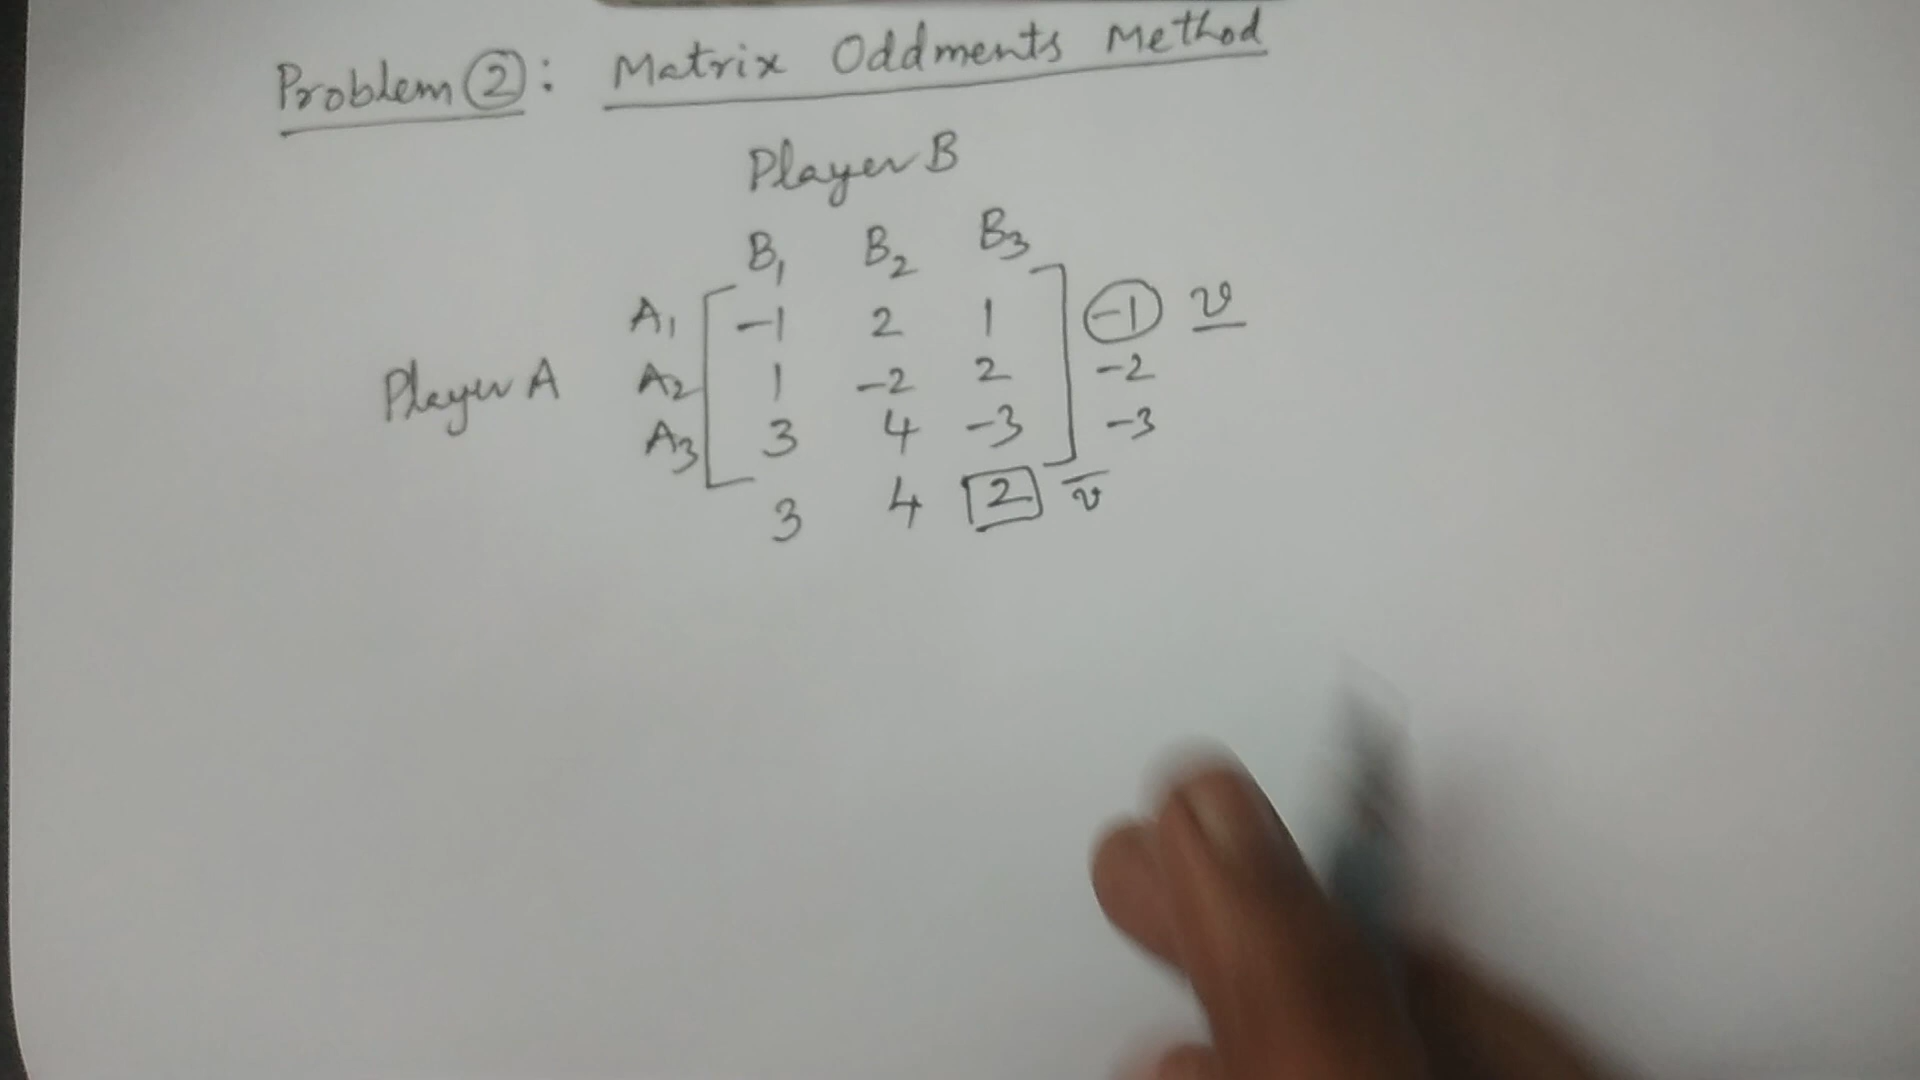 Problem ②: Matrix Oddments Method
Player B
B₁ B₂ B₃
A₁ -1 2 1 -1 v
Player A A₂ 1 -2 2 -2
A₃ 3 4 -3 -3
3 4 2 v̅